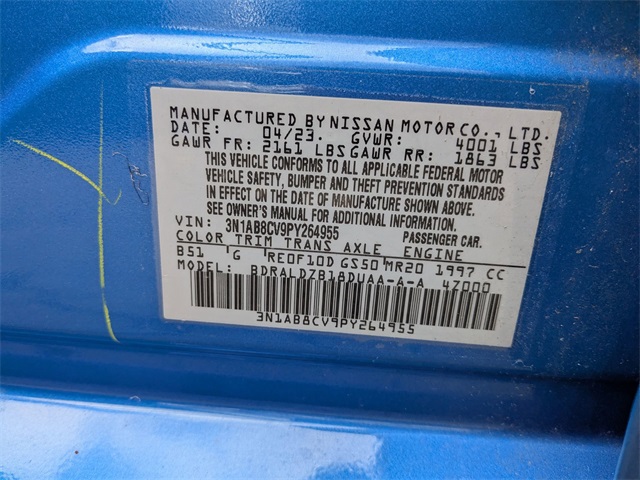 MANUFACTURED BY NISSAN MOTOR CO., LTD.
DATE: 04/23. GVWR: 4001 LBS
GAWR FR: 2161 LBS GAWR RR: 1863 LBS
THIS VEHICLE CONFORMS TO ALL APPLICABLE FEDERAL MOTOR
VEHICLE SAFETY, BUMPER AND THEFT PREVENTION STANDARDS
IN EFFECT ON THE DATE OF MANUFACTURE SHOWN ABOVE.
SEE OWNER'S MANUAL FOR ADDITIONAL INFORMATION.
VIN: 3N1AB8CV9PY264955 PASSENGER CAR.
COLOR TRIM TRANS AXLE ENGINE
B51 'G 'RE0F10D GS50 MR20 1997 CC
MODEL: BDRALDZB18DUAA-A-A 4Z000
3N1AB8CV9PY264955